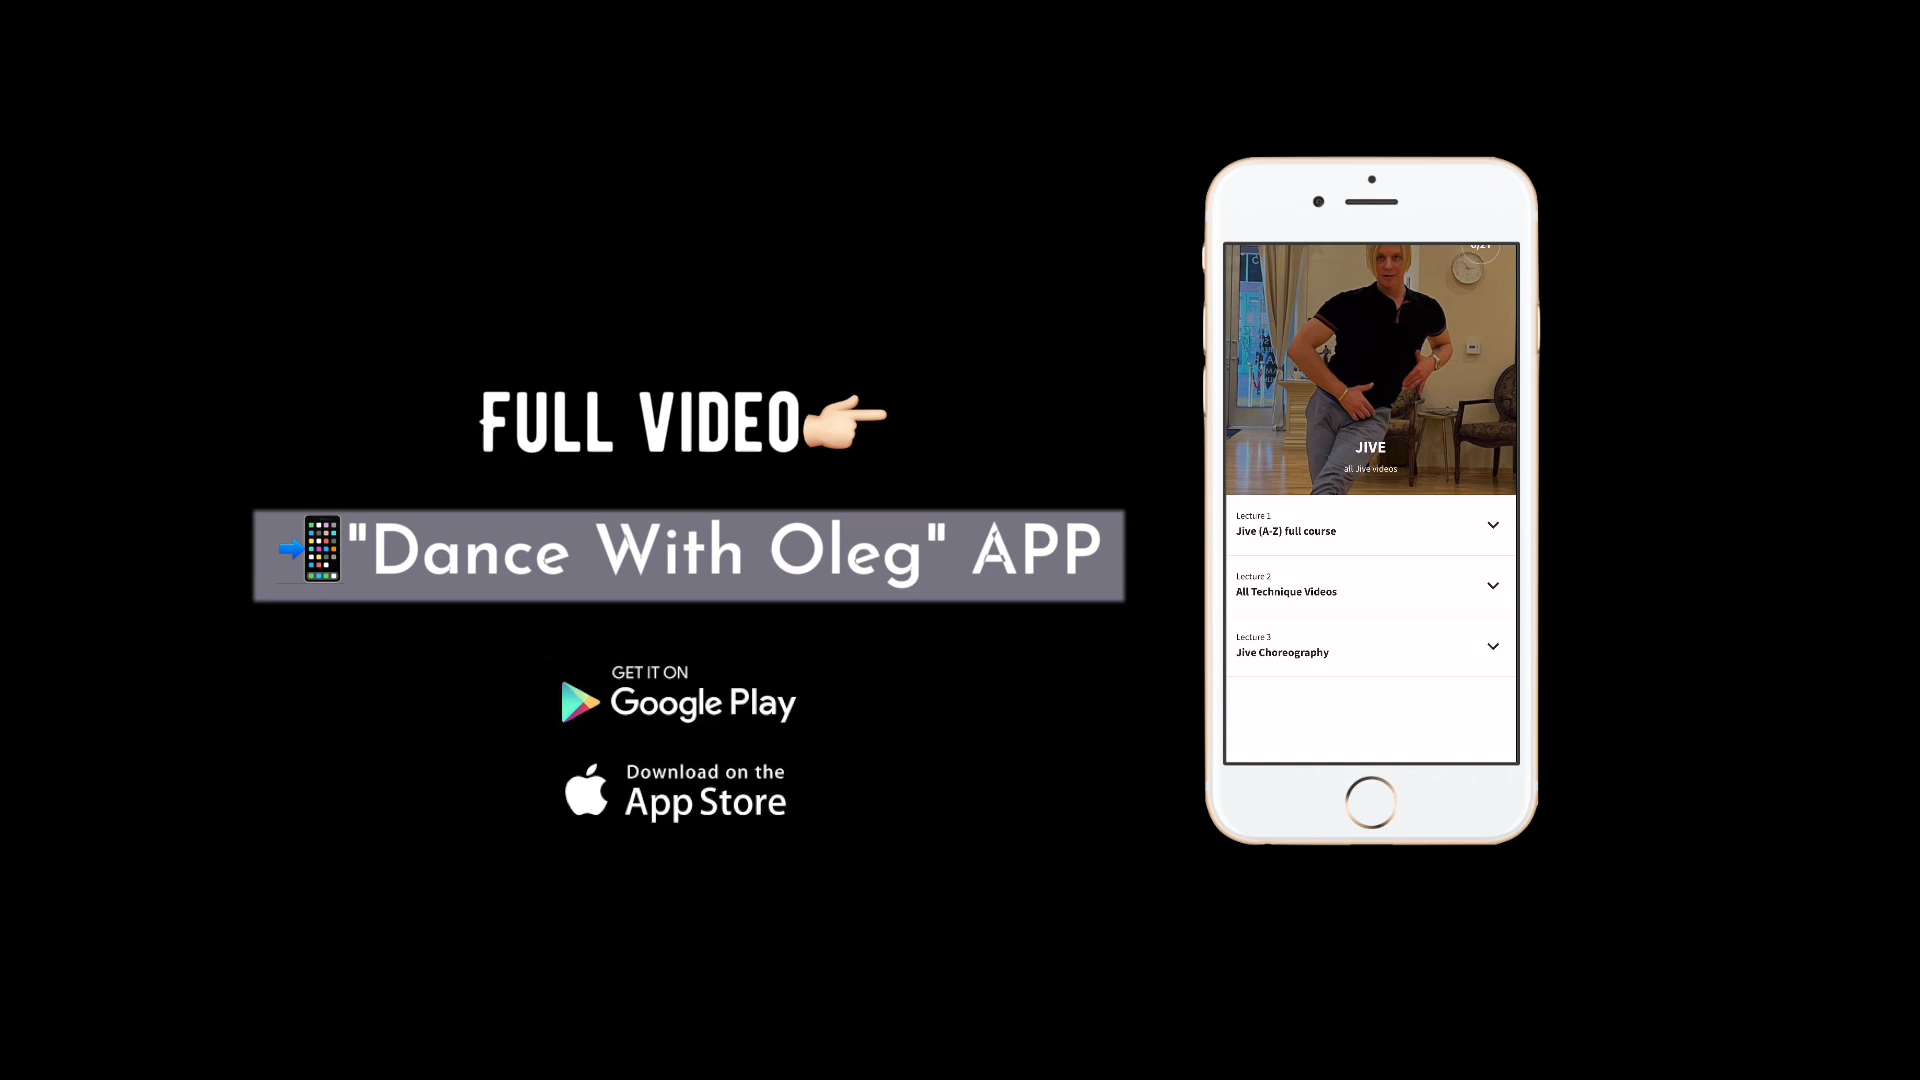 FULL VIDEO
"Dance With Oleg" APP
GET IT ON
Google Play
Download on the
App Store
JIVE
all Jive videos
Lecture 1
Jive (A-Z) full course
Lecture 2
All Technique Videos
Lecture 3
Jive Choreography